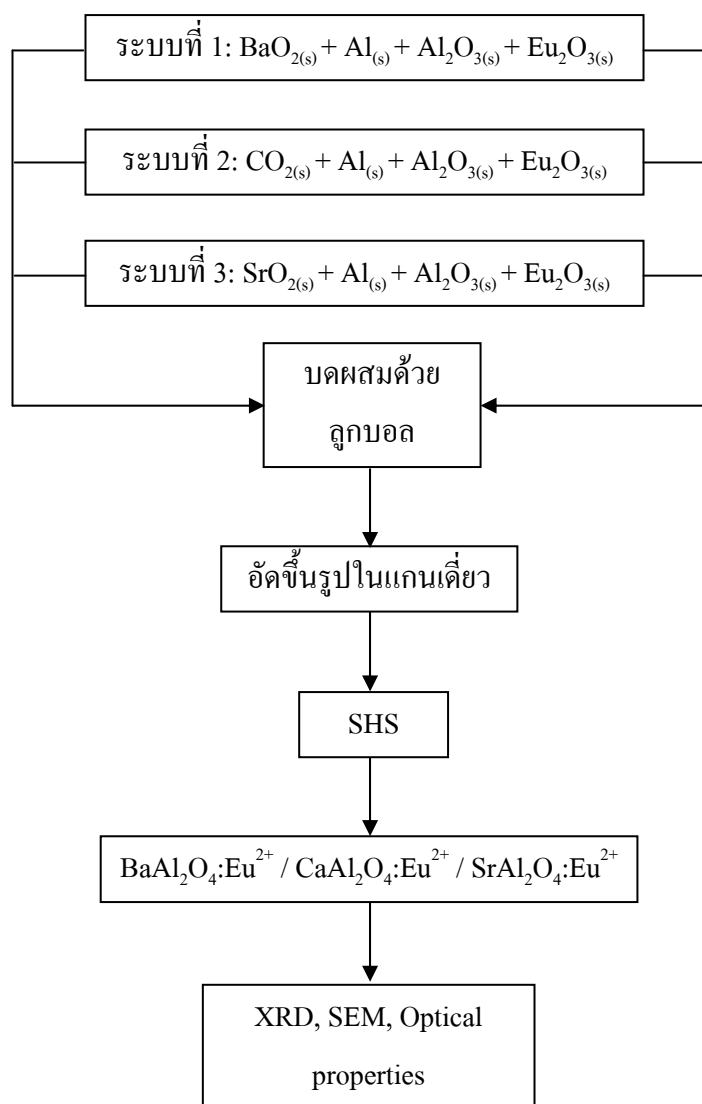 ระบบที่ 1: BaO₂₍ₛ₎ + Al₍ₛ₎ + Al₂O₃₍ₛ₎ + Eu₂O₃₍ₛ₎
ระบบที่ 2: CO₂₍ₛ₎ + Al₍ₛ₎ + Al₂O₃₍ₛ₎ + Eu₂O₃₍ₛ₎
ระบบที่ 3: SrO₂₍ₛ₎ + Al₍ₛ₎ + Al₂O₃₍ₛ₎ + Eu₂O₃₍ₛ₎
บดผสมด้วย
ลูกบอล
อัดขึ้นรูปในแกนเดี่ยว
SHS
BaAl₂O₄:Eu²⁺ / CaAl₂O₄:Eu²⁺ / SrAl₂O₄:Eu²⁺
XRD, SEM, Optical
properties